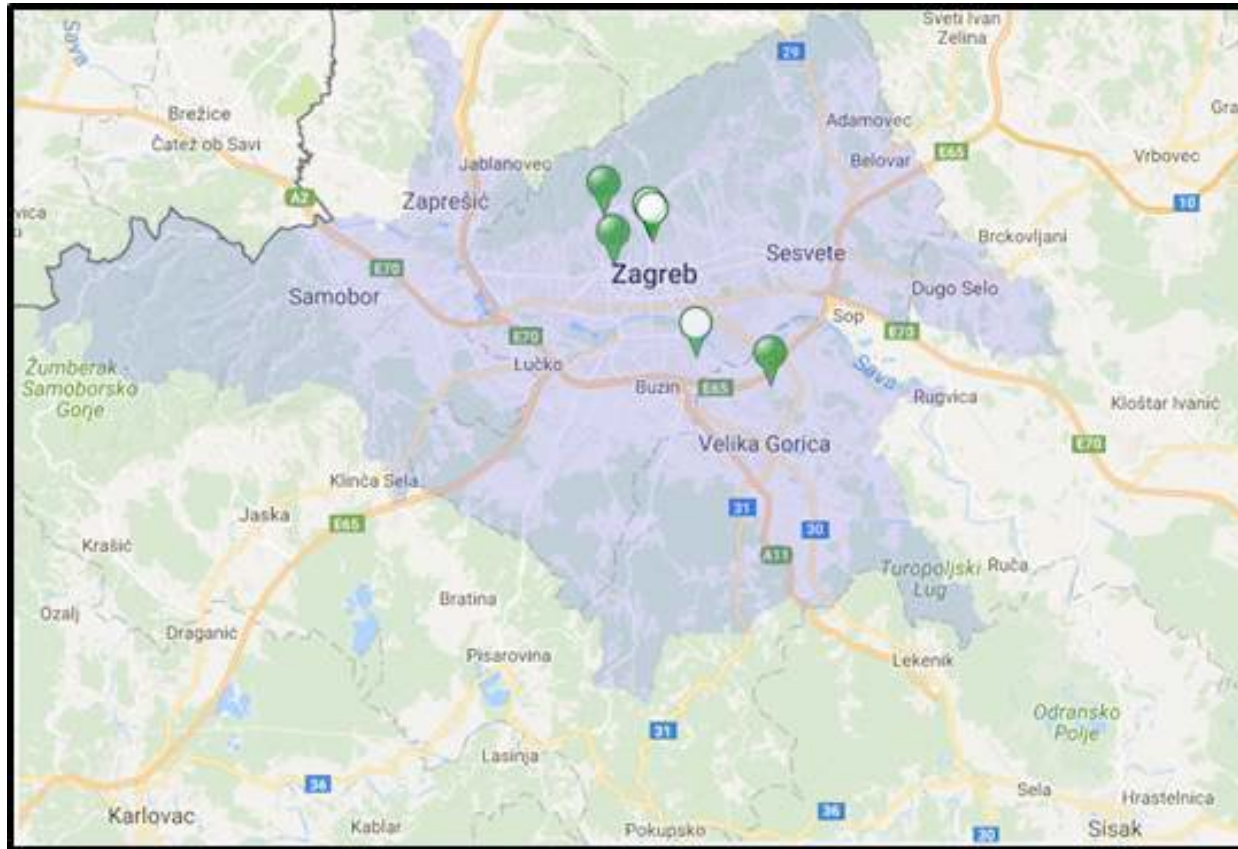 Sava
Sveti Ivan
Zelina
29
Brežice
Adamovec
Čatež ob Savi
Jablanovec
Belovar
E65
Vrbovec
A2
Zaprešić
10
Brckovljani
Sesvete
E70
Zagreb
Samobor
Dugo Selo
Sop
E70
E70
Lučko
Žumberak -
Samoborsko
Gorje
Buzin
E65
Sava
Rugvica
Kloštar Ivanić
Velika Gorica
E70
Klinča Sela
31
Jaska
E65
30
Krašić
A11
Turopoljski
Lug
Ruča
Ozalj
Bratina
Draganić
Pisarovina
Lekenik
Odransko
Polje
31
Lasinja
36
Sela
Hrastelnica
Karlovac
Kablar
Pokupsko
36
30
Sisak